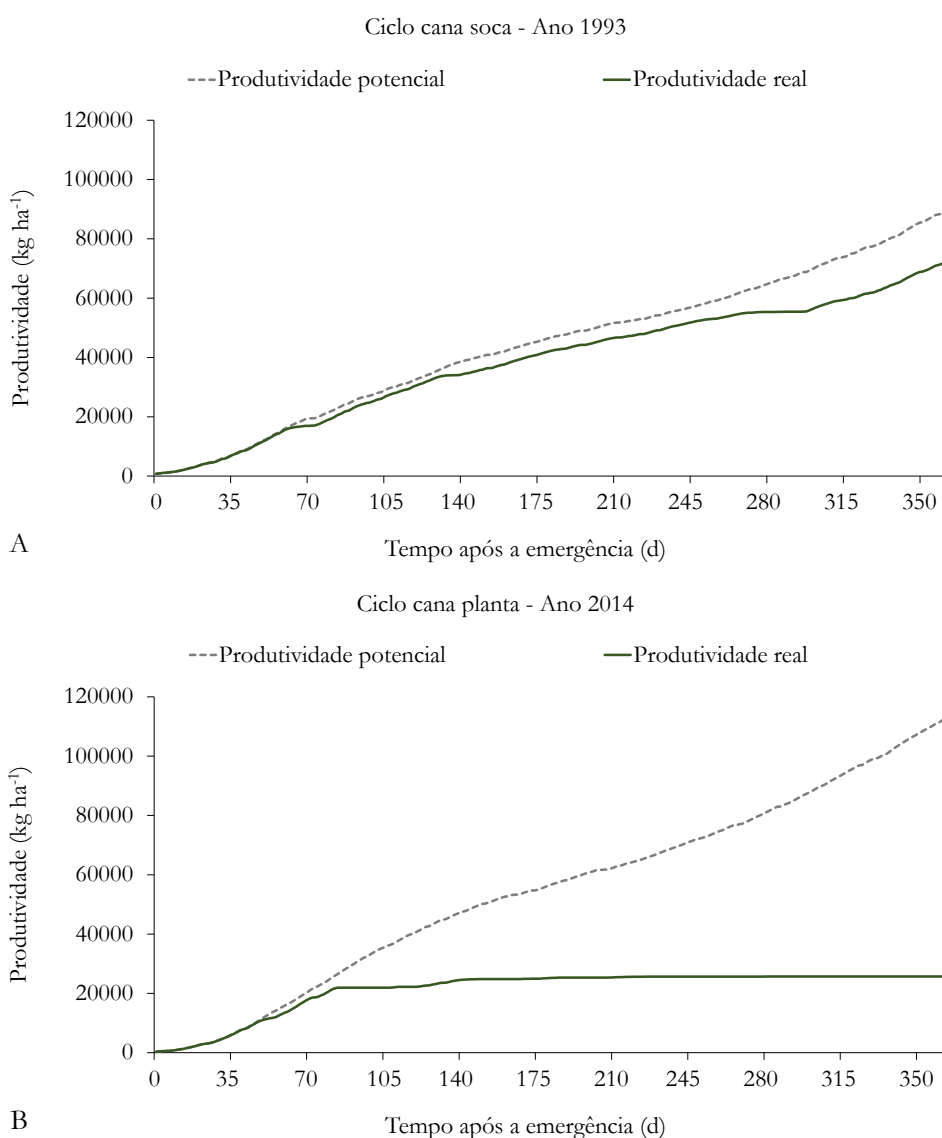 Ciclo cana soca - Ano 1993
Produtividade potencial Produtividade real
120000
100000
80000
60000
40000
20000
0
Produtividade (kg ha⁻¹)
0 35 70 105 140 175 210 245 280 315 350
Tempo após a emergência (d)
A
Ciclo cana planta - Ano 2014
Produtividade potencial Produtividade real
120000
100000
80000
60000
40000
20000
0
Produtividade (kg ha⁻¹)
0 35 70 105 140 175 210 245 280 315 350
Tempo após a emergência (d)
B